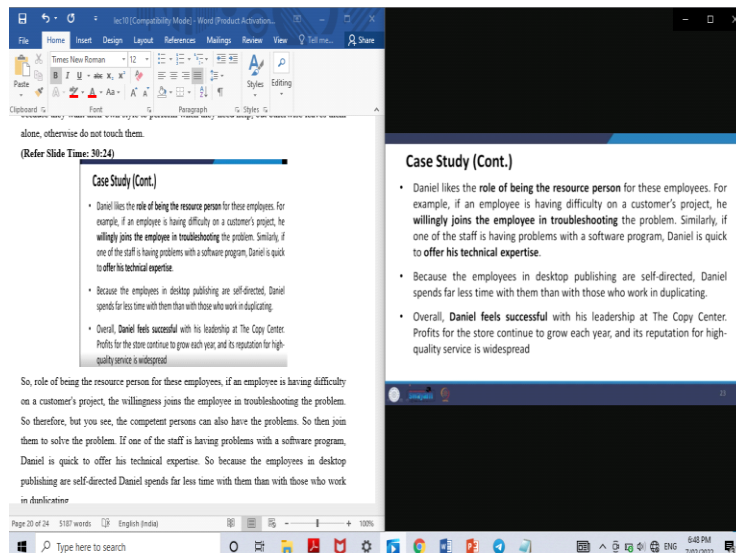 lec10 [Compatibility Mode] - Word (Product Activation...
File Home Insert Design Layout References Mailings Review View Tell me... Share
Times New Roman 12
B I U abc X₂ X²
Paste
Aa
Styles Editing
Clipboard Font Paragraph Styles
alone, otherwise do not touch them.
(Refer Slide Time: 30:24)
Case Study (Cont.)
• Daniel likes the role of being the resource person for these employees. For
example, if an employee is having difficulty on a customer's project, he
willingly joins the employee in troubleshooting the problem. Similarly, if
one of the staff is having problems with a software program, Daniel is quick
to offer his technical expertise.
• Because the employees in desktop publishing are self-directed, Daniel
spends far less time with them than with those who work in duplicating.
• Overall, Daniel feels successful with his leadership at The Copy Center.
Profits for the store continue to grow each year, and its reputation for high-
quality service is widespread
So, role of being the resource person for these employees, if an employee is having difficulty
on a customer's project, the willingness joins the employee in troubleshooting the problem.
So therefore, but you see, the competent persons can also have the problems. So then join
them to solve the problem. If one of the staff is having problems with a software program,
Daniel is quick to offer his technical expertise. So because the employees in desktop
publishing are self-directed Daniel spends far less time with them than with those who work
in duplicating
Page 20 of 24 5187 words English (India) 100%
Case Study (Cont.)
• Daniel likes the role of being the resource person for these employees. For
example, if an employee is having difficulty on a customer's project, he
willingly joins the employee in troubleshooting the problem. Similarly, if
one of the staff is having problems with a software program, Daniel is quick
to offer his technical expertise.
• Because the employees in desktop publishing are self-directed, Daniel
spends far less time with them than with those who work in duplicating.
• Overall, Daniel feels successful with his leadership at The Copy Center.
Profits for the store continue to grow each year, and its reputation for high-
quality service is widespread
swayam
Type here to search
ENG
6:48 PM